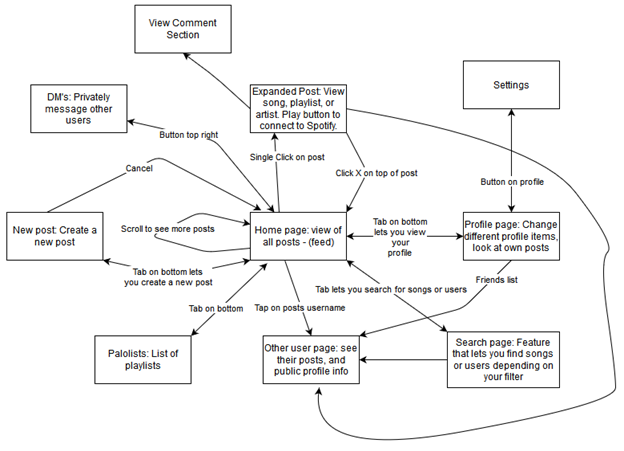 View Comment
Section
DM's: Privately
message other
users
Expanded Post: View
song, playlist, or
artist. Play button to
connect to Spotify.
Settings
Button top right
Single Click on post
Click X on top of post
Cancel
Button on profile
New post: Create a
new post
Scroll to see more posts
Home page: view of
all posts - (feed)
Tab on bottom
lets you view
your
profile
Profile page: Change
different profile items,
look at own posts
Tab on bottom lets
you create a new post
Tab lets you search for songs or users
Friends list
Tab on bottom
Tap on posts username
Palolists: List of
playlists
Other user page: see
their posts, and
public profile info
Search page: Feature
that lets you find songs
or users depending on
your filter